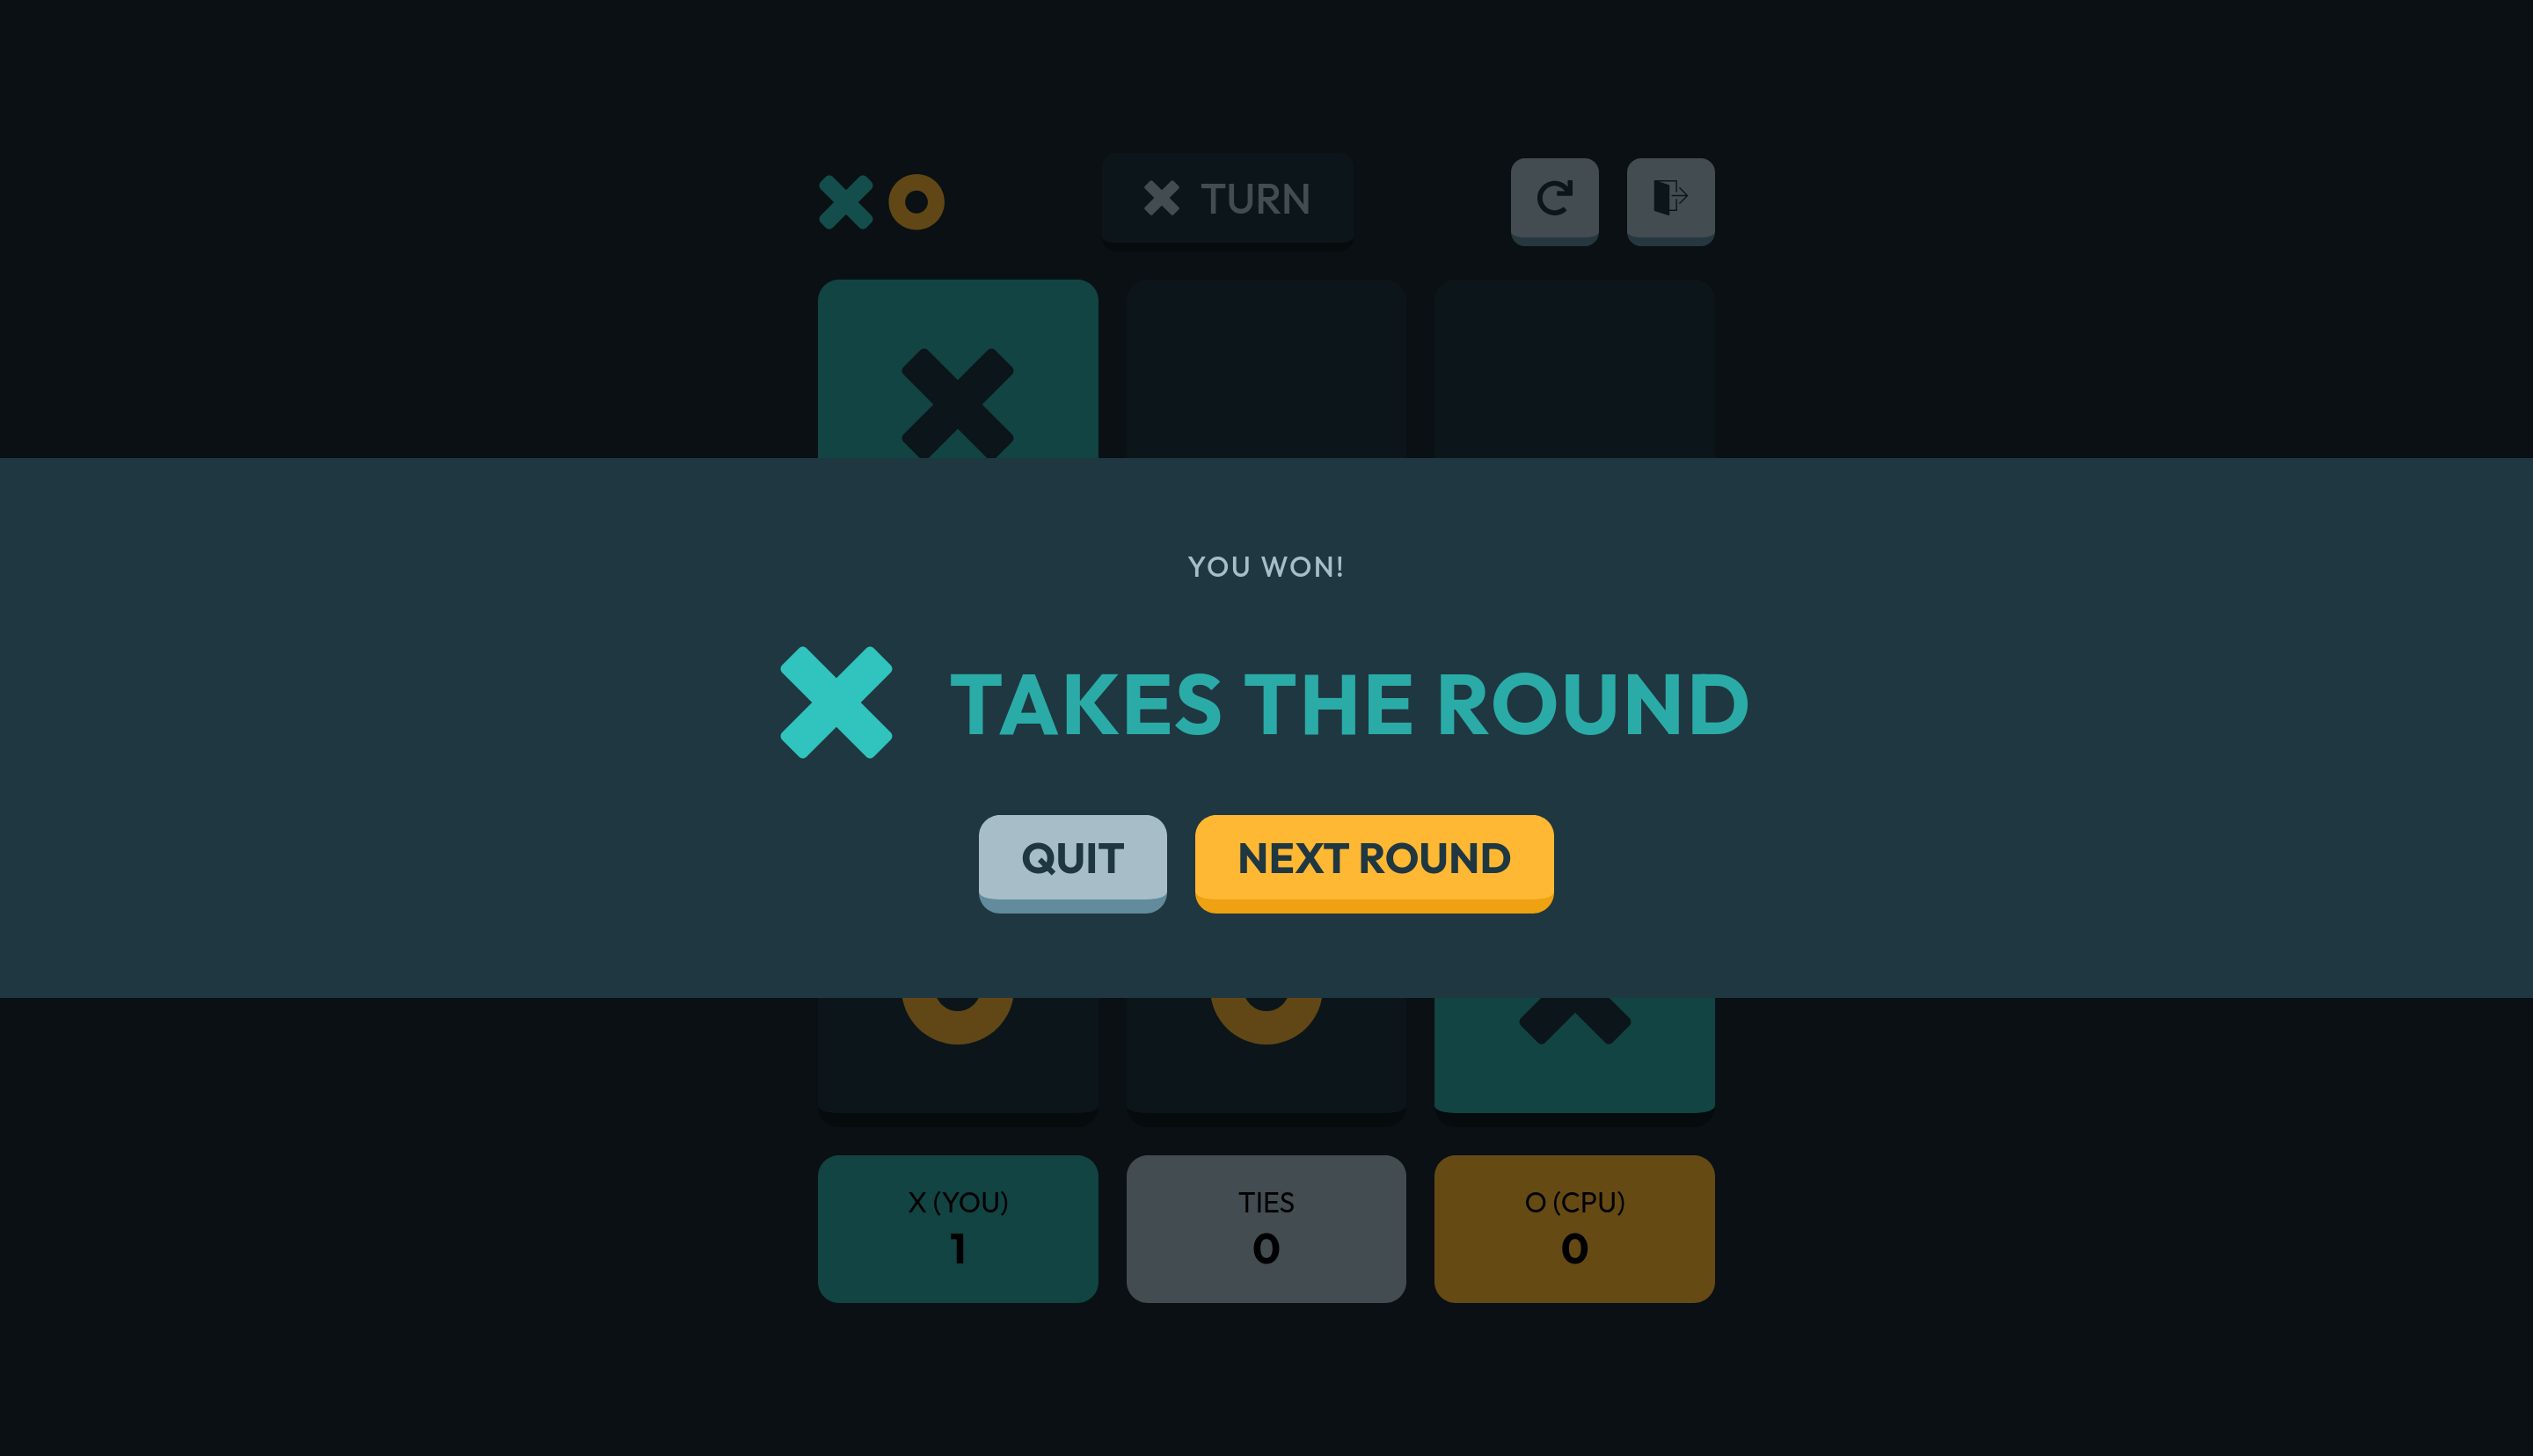 TURN
YOU WON!
TAKES THE ROUND
QUIT
NEXT ROUND
X (YOU)
1
TIES
0
O (CPU)
0